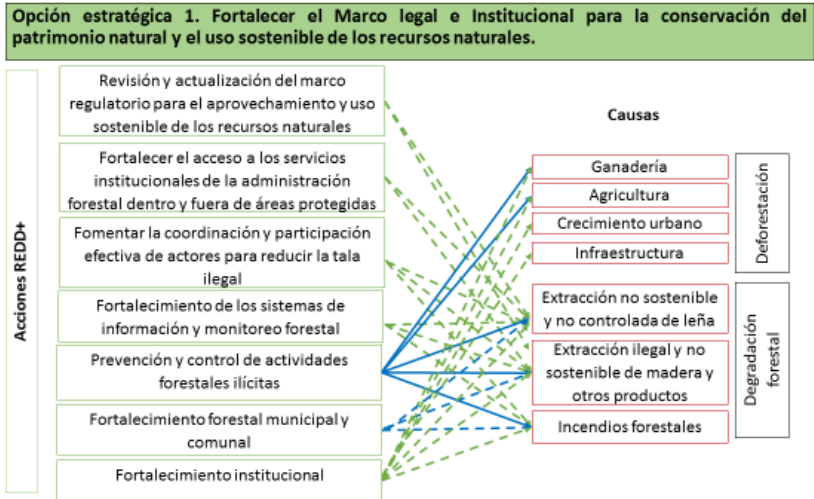 Opción estratégica 1. Fortalecer el Marco legal e Institucional para la conservación del
patrimonio natural y el uso sostenible de los recursos naturales.
Acciones REDD+
Revisión y actualización del marco
regulatorio para el aprovechamiento y uso
sostenible de los recursos naturales
Fortalecer el acceso a los servicios
institucionales de la administración
forestal dentro y fuera de áreas protegidas
Fomentar la coordinación y participación
efectiva de actores para reducir la tala
ilegal
Fortalecimiento de los sistemas de
información y monitoreo forestal
Prevención y control de actividades
forestales ilícitas
Fortalecimiento forestal municipal y
comunal
Fortalecimiento institucional
Causas
Ganadería
Agricultura
Crecimiento urbano
Infraestructura
Extracción no sostenible
y no controlada de leña
Extracción ilegal y no
sostenible de madera y
otros productos
Incendios forestales
Deforestación
Degradación
forestal